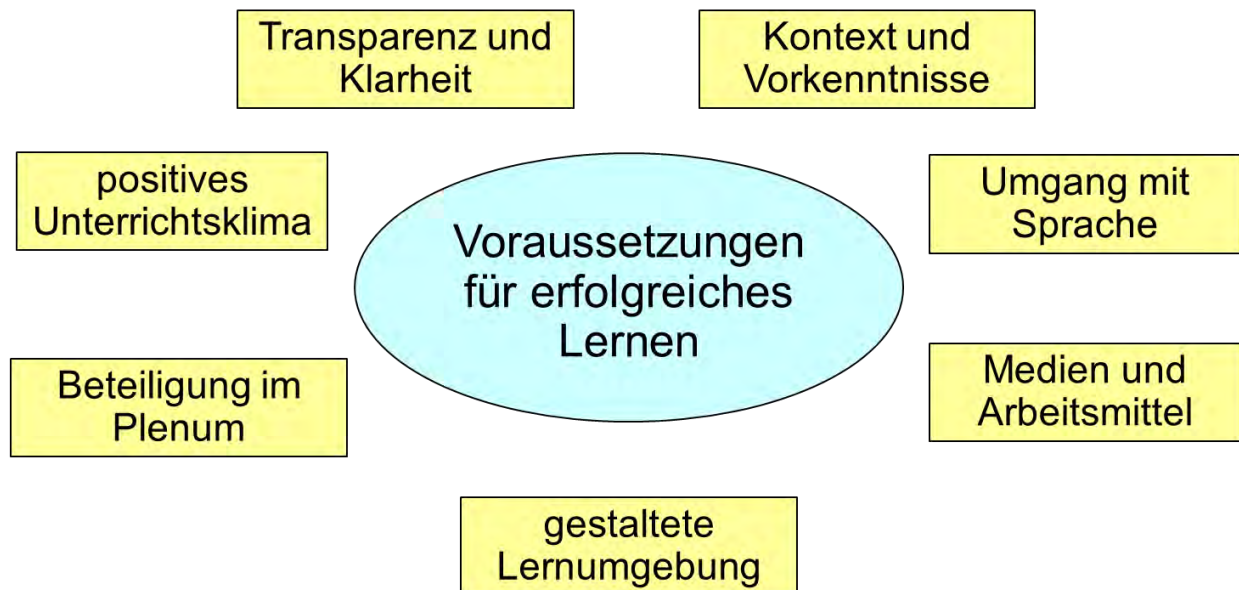 Transparenz und
Klarheit
Kontext und
Vorkenntnisse
positives
Unterrichtsklima
Umgang mit
Sprache
Voraussetzungen
für erfolgreiches
Lernen
Beteiligung im
Plenum
Medien und
Arbeitsmittel
gestaltete
Lernumgebung